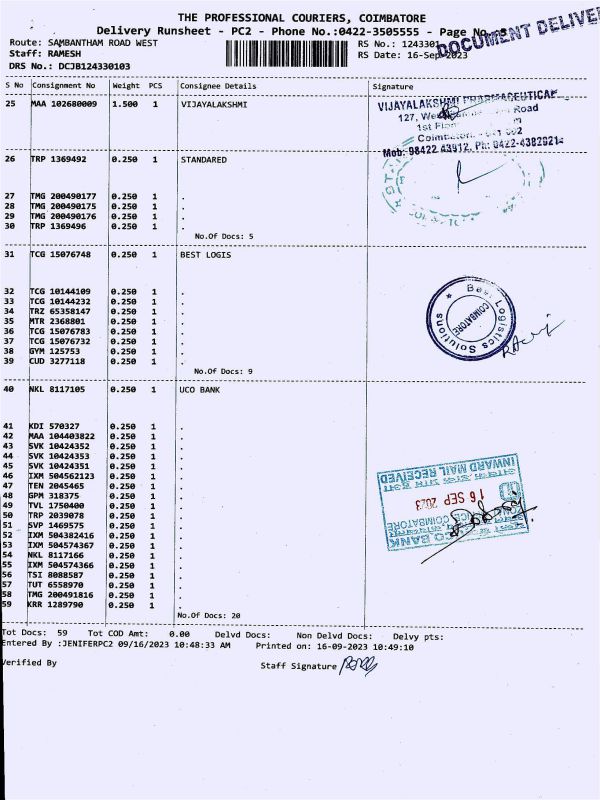 THE PROFESSIONAL COURIERS, COIMBATORE
Delivery Runsheet - PC2 - Phone No.:0422-3505555 - Page No.
DOCUMENT DELIVE
Route: SAMBANTHAM ROAD WEST
RS No.: 1243301
Staff: RAMESH
RS Date: 16-Sep-2023
DRS No.: DCJB124330103
S No Consignment No Weight PCS Consignee Details Signature
25 MAA 102680009 1.500 1 VIJAYALAKSHMI
VIJAYALAKSHMI PHARMACEUTICAL
127, Road
1st
Mob: 98422 43912, Ph: 0422-4382921
26 TRP 1369492 0.250 1 STANDARED
27 TMG 200490177 0.250 1 .
28 TMG 200490175 0.250 1 .
29 TMG 200490176 0.250 1 .
30 TRP 1369496 0.250 1 .
No.Of Docs: 5
31 TCG 15076748 0.250 1 BEST LOGIS
32 TCG 10144109 0.250 1 .
33 TCG 10144232 0.250 1 .
34 TRZ 65358147 0.250 1 .
35 MTR 2368801 0.250 1 .
36 TCG 15076783 0.250 1 .
37 TCG 15076732 0.250 1 .
38 GYM 125753 0.250 1 .
39 CUD 3277118 0.250 1 .
No.Of Docs: 9
Best Logistics Solutions
COIMBATORE
40 NKL 8117105 0.250 1 UCO BANK
41 KDI 570327 0.250 1 .
42 MAA 104403822 0.250 1 .
43 SVK 10424352 0.250 1 .
44 SVK 10424353 0.250 1 .
45 SVK 10424351 0.250 1 .
46 IXM 504562123 0.250 1 .
47 TEN 2045465 0.250 1 .
48 GPM 318375 0.250 1 .
49 TVL 1750400 0.250 1 .
50 TRP 2039078 0.250 1 .
51 SVP 1469575 0.250 1 .
52 IXM 504382416 0.250 1 .
53 IXM 504574367 0.250 1 .
54 NKL 8117166 0.250 1 .
55 IXM 504574366 0.250 1 .
56 TSI 8088587 0.250 1 .
57 TUT 6558970 0.250 1 .
58 TMG 200491816 0.250 1 .
59 KRR 1289790 0.250 1 .
No.Of Docs: 20
UCO BANK
COIMBATORE
16 SEP 2023
INWARD MAIL RECEIVED
Tot Docs: 59 Tot COD Amt: 0.00 Delvd Docs: Non Delvd Docs: Delvy pts:
Entered By :JENIFERPC2 09/16/2023 10:48:33 AM Printed on: 16-09-2023 10:49:10
Verified By Staff Signature